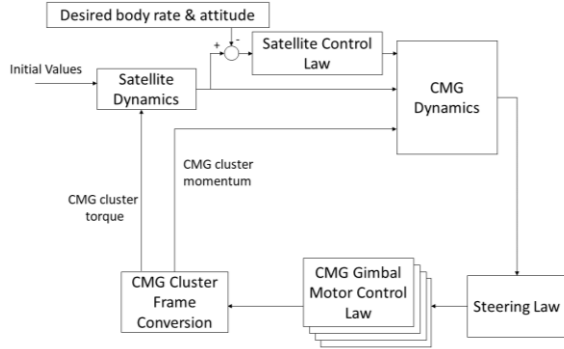 Desired body rate & attitude
+
-
Satellite Control
Law
Initial Values
Satellite
Dynamics
CMG
Dynamics
CMG cluster
momentum
CMG cluster
torque
CMG Cluster
Frame
Conversion
CMG Gimbal
Motor Control
Law
Steering Law